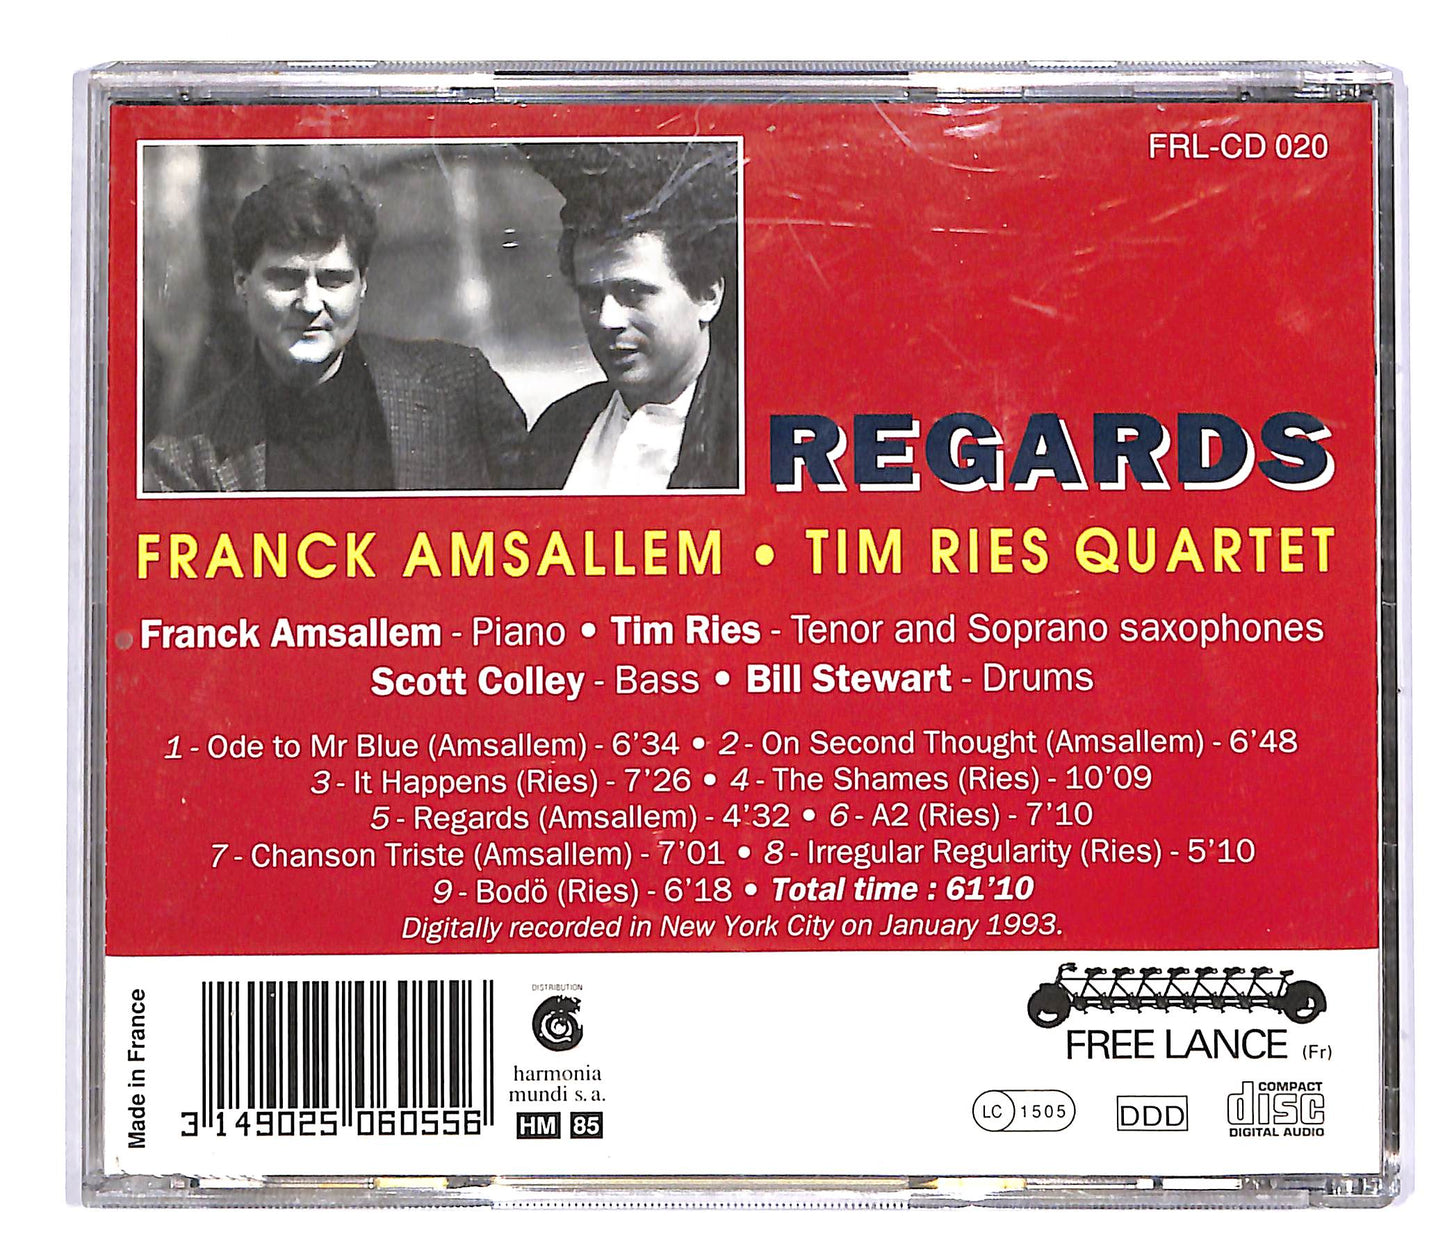 FRL-CD 020
REGARDS
FRANCK AMSALLEM • TIM RIES QUARTET
Franck Amsallem - Piano • Tim Ries - Tenor and Soprano saxophones
Scott Colley - Bass • Bill Stewart - Drums
1 - Ode to Mr Blue (Amsallem) - 6'34 • 2 - On Second Thought (Amsallem) - 6'48
3 - It Happens (Ries) - 7'26 • 4 - The Shames (Ries) - 10'09
5 - Regards (Amsallem) - 4'32 • 6 - A2 (Ries) - 7'10
7 - Chanson Triste (Amsallem) - 7'01 • 8 - Irregular Regularity (Ries) - 5'10
9 - Bodö (Ries) - 6'18 • Total time : 61'10
Digitally recorded in New York City on January 1993.
Made in France
3 149025 060556
DISTRIBUTION
harmonia
mundi s.a.
HM 85
FREE LANCE (Fr)
LC 1505
DDD
COMPACT
disc
DIGITAL AUDIO